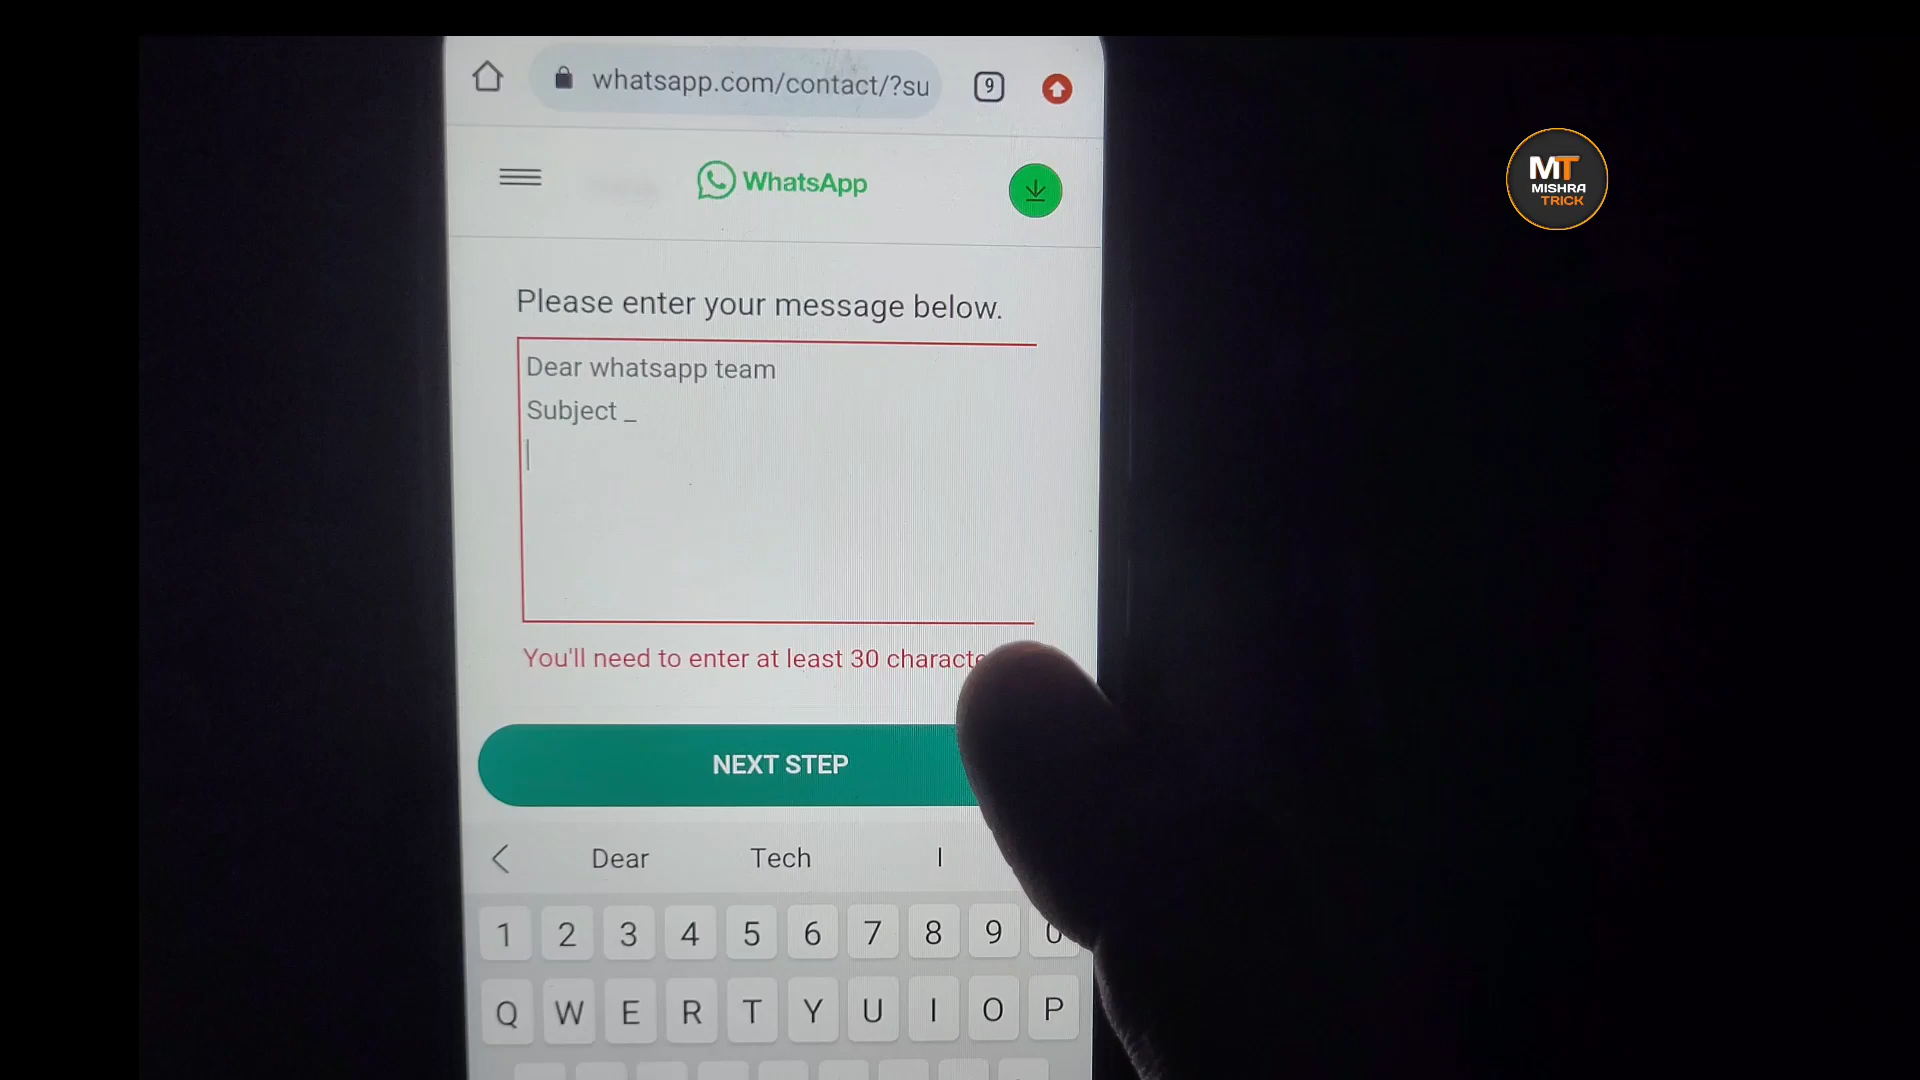 whatsapp.com/contact/?su
9
WhatsApp
MT
MISHRA
TRICK
Please enter your message below.
Dear whatsapp team
Subject _
You'll need to enter at least 30 characte
NEXT STEP
Dear Tech I
1 2 3 4 5 6 7 8 9 0
Q W E R T Y U I O P